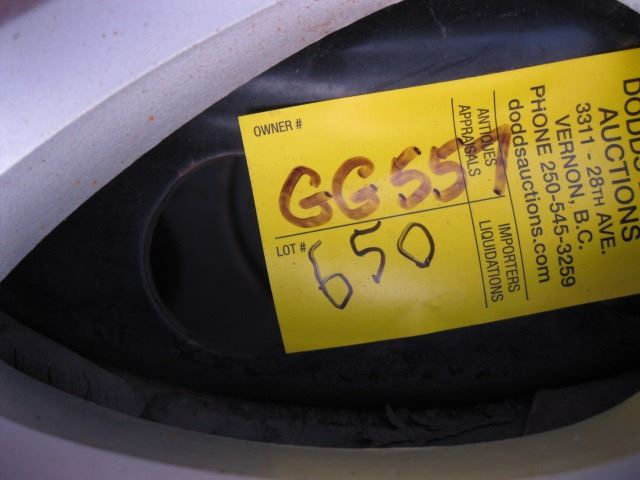 OWNER #
GG557
LOT #
650
ANTIQUES
APPRAISALS
IMPORTERS
LIQUIDATIONS
DODDS
AUCTIONS
3311 - 28TH AVE.
VERNON, B.C.
PHONE 250-545-3259
doddsauctions.com